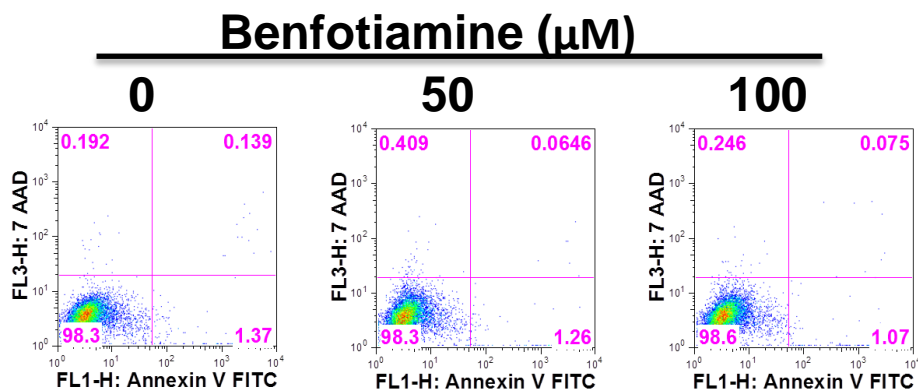 Benfotiamine (µM)
0 50 100
10⁴ 10⁴ 10⁴
0.192 0.139 0.409 0.0646 0.246 0.075
10³ 10³ 10³
FL3-H: 7 AAD FL3-H: 7 AAD FL3-H: 7 AAD
10² 10² 10²
10¹ 10¹ 10¹
98.3 1.37 98.3 1.26 98.6 1.07
10⁰ 10⁰ 10⁰
10⁰ 10¹ 10² 10³ 10⁴ 10⁰ 10¹ 10² 10³ 10⁴ 10⁰ 10¹ 10² 10³ 10⁴
FL1-H: Annexin V FITC FL1-H: Annexin V FITC FL1-H: Annexin V FITC